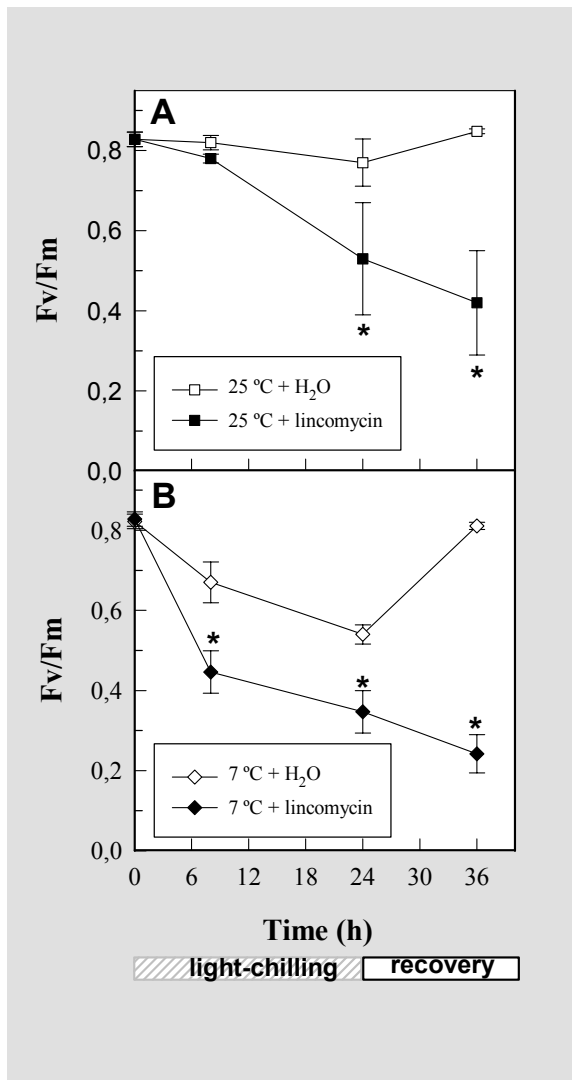 A
0,8
0,6
0,4
0,2
0,0
Fv/Fm
*
*
25 ºC + H₂O
25 ºC + lincomycin
B
0,8
0,6
0,4
0,2
0,0
Fv/Fm
*
*
*
7 ºC + H₂O
7 ºC + lincomycin
0 6 12 18 24 30 36
Time (h)
light-chilling recovery